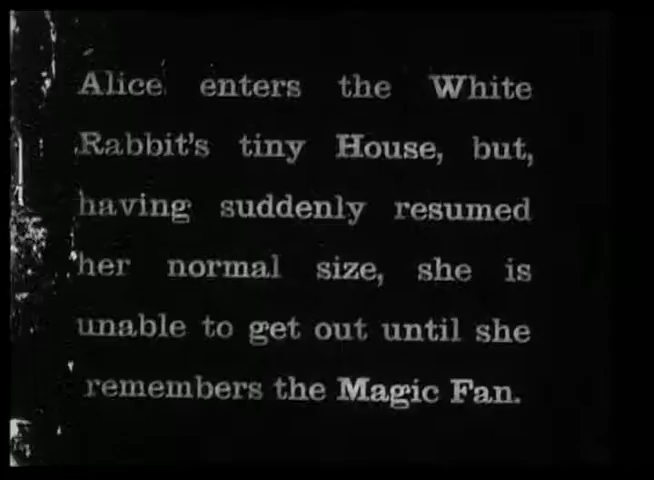 Alice enters the White
Rabbit's tiny House, but,
having suddenly resumed
her normal size, she is
unable to get out until she
remembers the Magic Fan.